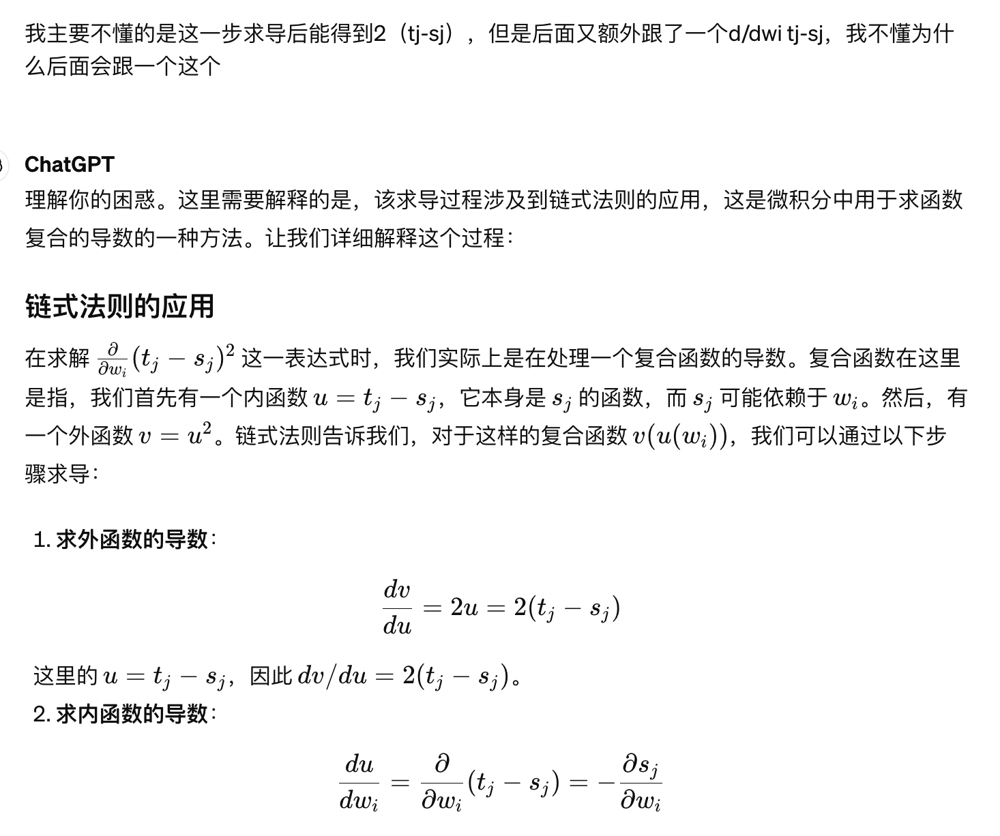 我主要不懂的是这一步求导后能得到2（tj-sj），但是后面又额外跟了一个d/dwi tj-sj，我不懂为什
么后面会跟一个这个
ChatGPT
理解你的困惑。这里需要解释的是，该求导过程涉及到链式法则的应用，这是微积分中用于求函数
复合的导数的一种方法。让我们详细解释这个过程：
链式法则的应用
在求解 ∂/∂w_i (t_j − s_j)² 这一表达式时，我们实际上是在处理一个复合函数的导数。复合函数在这里
是指，我们首先有一个内函数 u = t_j − s_j，它本身是 s_j 的函数，而 s_j 可能依赖于 w_i。然后，有
一个外函数 v = u²。链式法则告诉我们，对于这样的复合函数 v(u(w_i))，我们可以通过以下步
骤求导：
1. 求外函数的导数：
dv/du = 2u = 2(t_j − s_j)
这里的 u = t_j − s_j，因此 dv/du = 2(t_j − s_j)。
2. 求内函数的导数：
du/dw_i = ∂/∂w_i (t_j − s_j) = −∂s_j/∂w_i